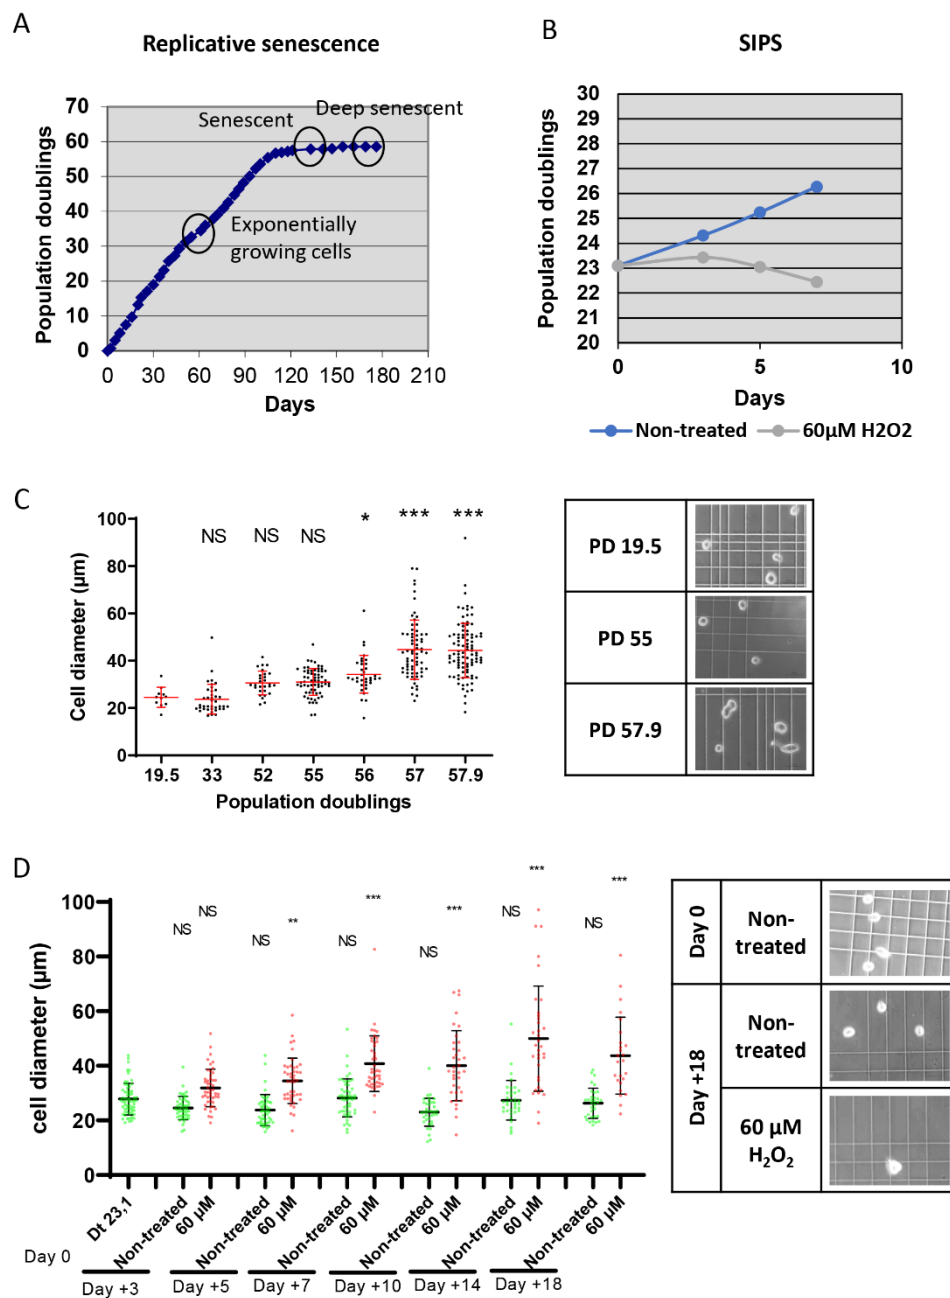 A
Replicative senescence
Population doublings
70
60
50
40
30
20
10
0
Senescent
Deep senescent
Exponentially
growing cells
0 30 60 90 120 150 180 210
Days
B
SIPS
Population doublings
30
29
28
27
26
25
24
23
22
21
20
0 5 10
Days
Non-treated 60µM H2O2
C
Cell diameter (µm)
100
80
60
40
20
0
NS NS NS * *** ***
19.5 33 52 55 56 57 57.9
Population doublings
PD 19.5
PD 55
PD 57.9
D
cell diameter (µm)
100
80
60
40
20
0
NS NS NS ** NS *** NS *** NS *** NS ***
Dt 23,1 Non-treated 60 µM Non-treated 60 µM Non-treated 60 µM Non-treated 60 µM Non-treated 60 µM Non-treated 60 µM
Day 0
Day +3 Day +5 Day +7 Day +10 Day +14 Day +18
Day 0
Non-
treated
Day +18
Non-
treated
60 µM
H₂O₂